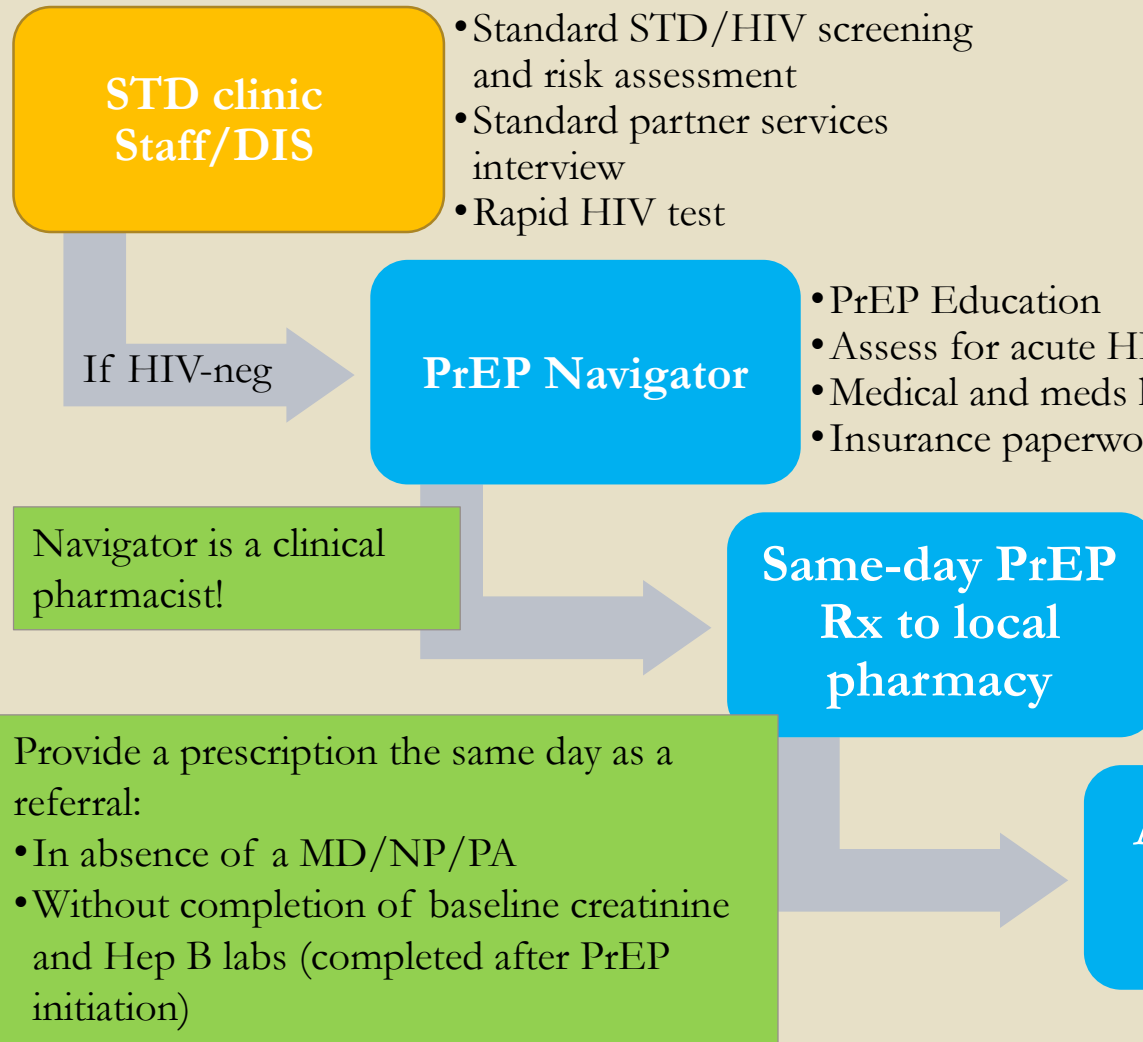 STD clinic
Staff/DIS
•Standard STD/HIV screening
and risk assessment
•Standard partner services
interview
•Rapid HIV test
If HIV-neg
PrEP Navigator
•PrEP Education
•Assess for acute
•Medical and meds
•Insurance
Navigator is a clinical
pharmacist!
Same-day PrEP
Rx to local
pharmacy
Provide a prescription the same day as a
referral:
•In absence of a MD/NP/PA
•Without completion of baseline creatinine
and Hep B labs (completed after PrEP
initiation)